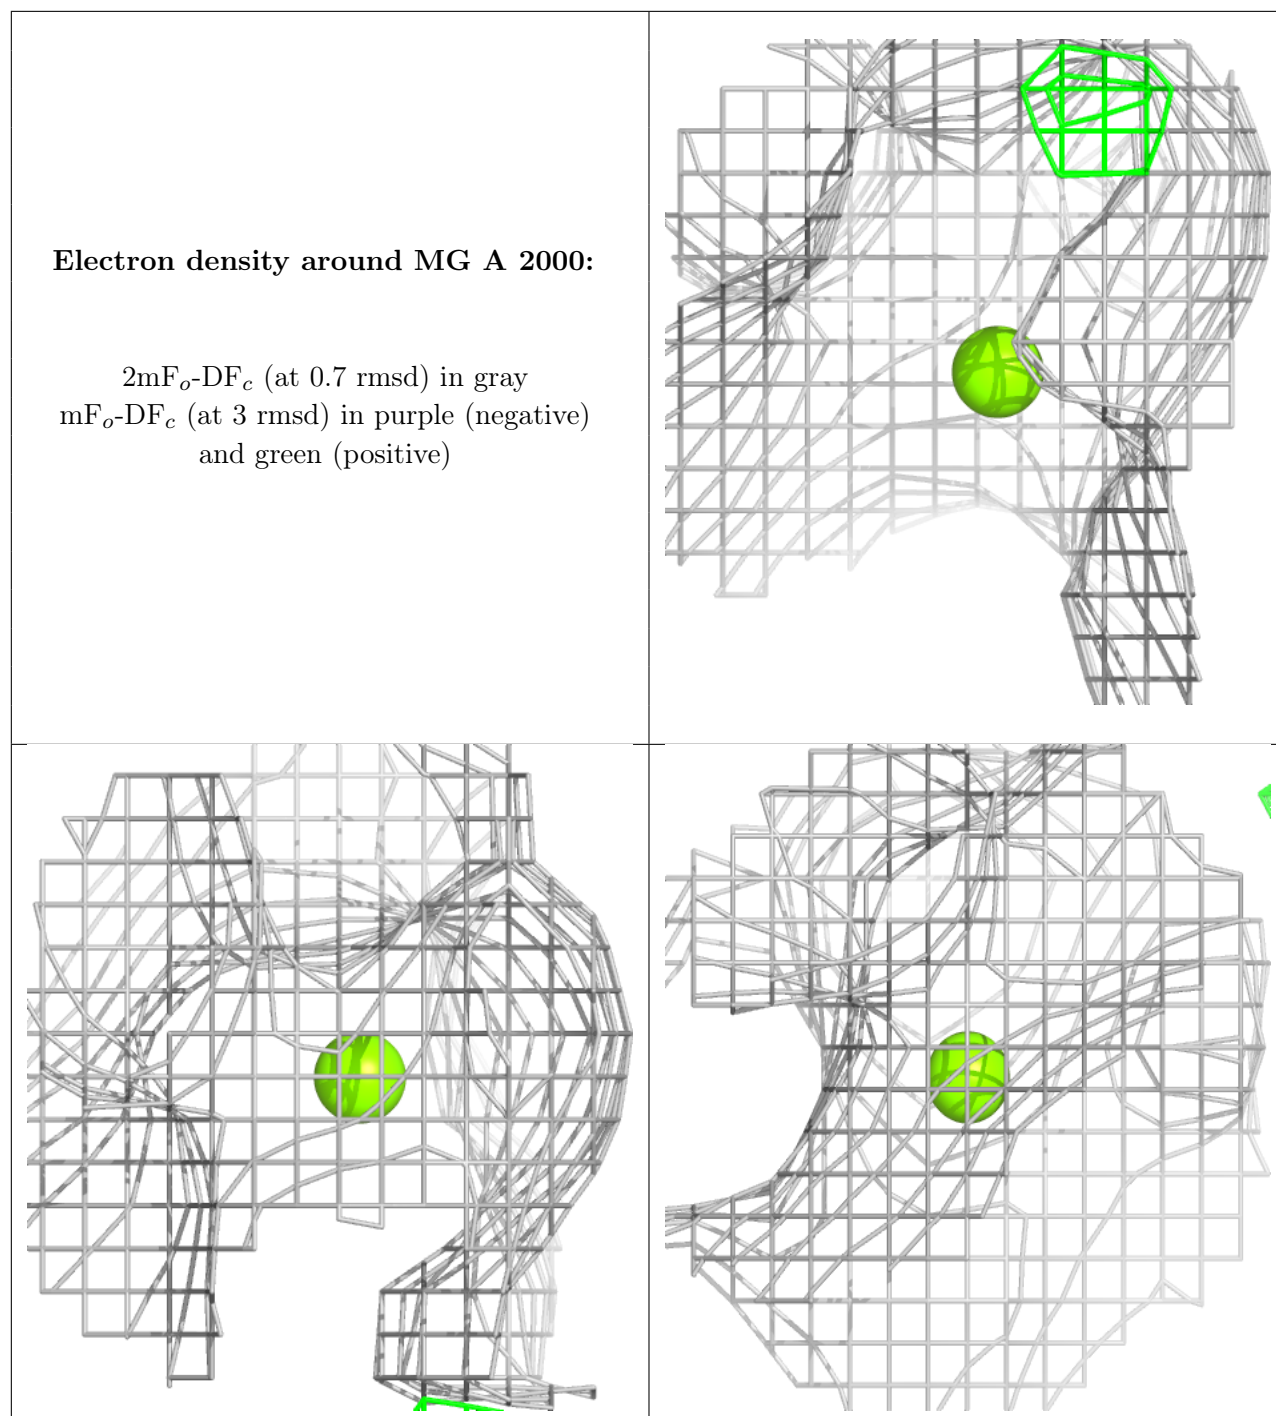 Electron density around MG A 2000:
2mFo-DFc (at 0.7 rmsd) in gray
mFo-DFc (at 3 rmsd) in purple (negative)
and green (positive)